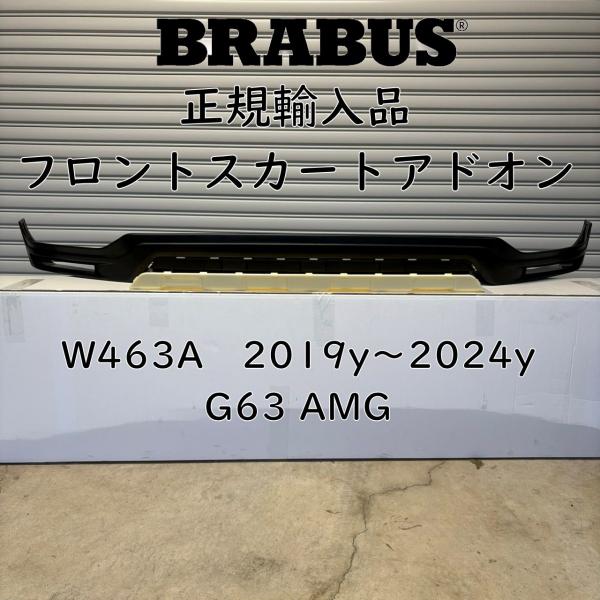 BRABUS®
正規輸入品
フロントスカートアドオン
W463A 2019y～2024y
G63 AMG